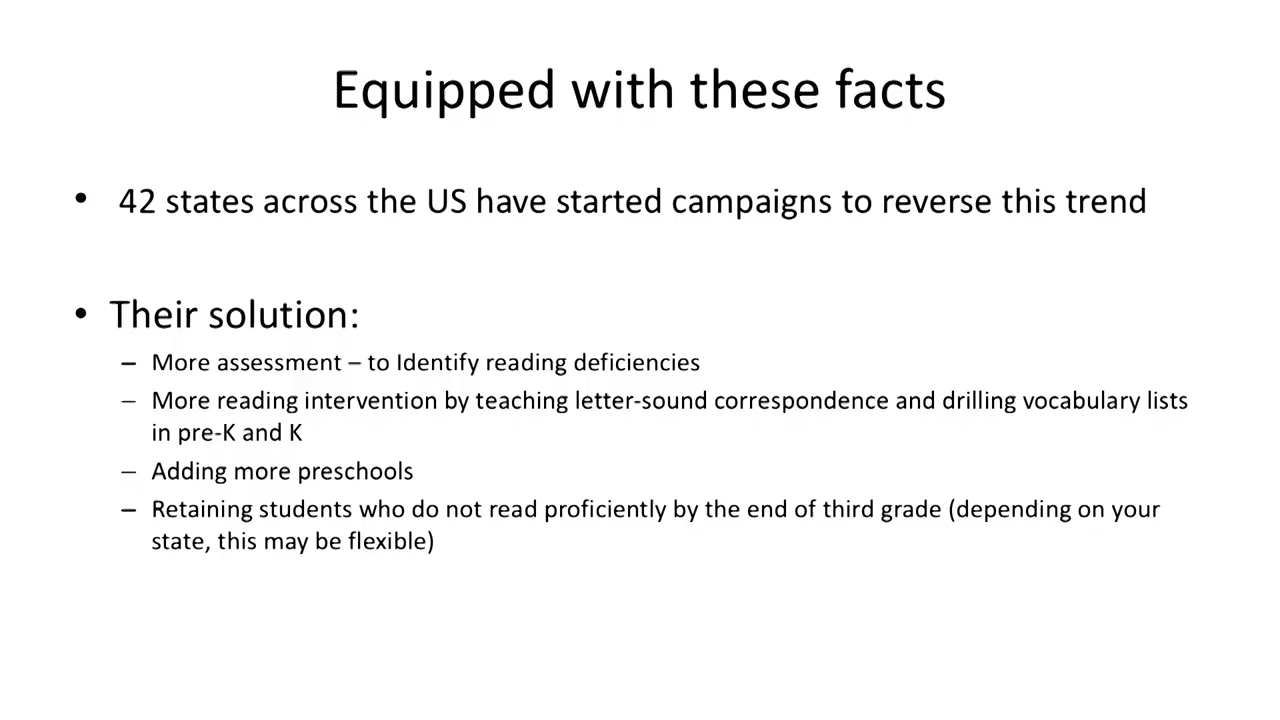 Equipped with these facts
• 42 states across the US have started campaigns to reverse this trend
• Their solution:
– More assessment – to Identify reading deficiencies
– More reading intervention by teaching letter-sound correspondence and drilling vocabulary lists
in pre-K and K
– Adding more preschools
– Retaining students who do not read proficiently by the end of third grade (depending on your
state, this may be flexible)